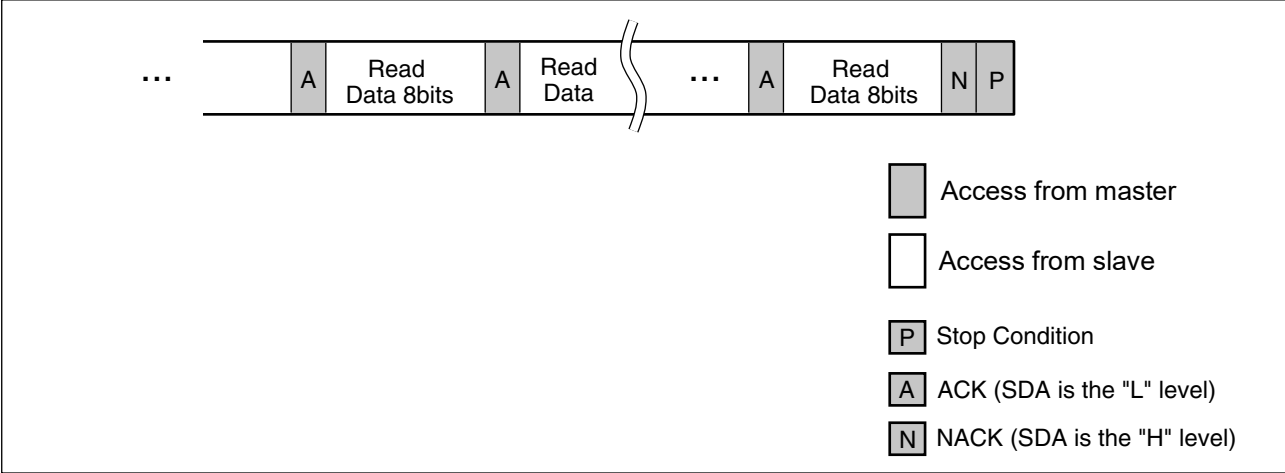 ... A Read Data 8bits A Read Data ... A Read Data 8bits N P
Access from master
Access from slave
P Stop Condition
A ACK (SDA is the "L" level)
N NACK (SDA is the "H" level)